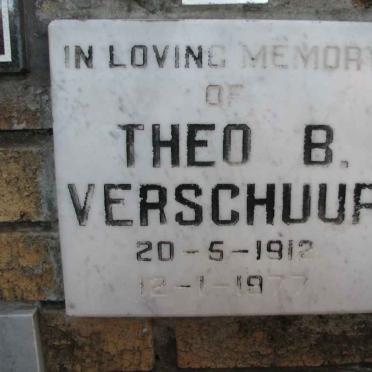 IN LOVING MEMORY
OF
THEO B.
VERSCHUUR
20-5-1912
12-1-1977